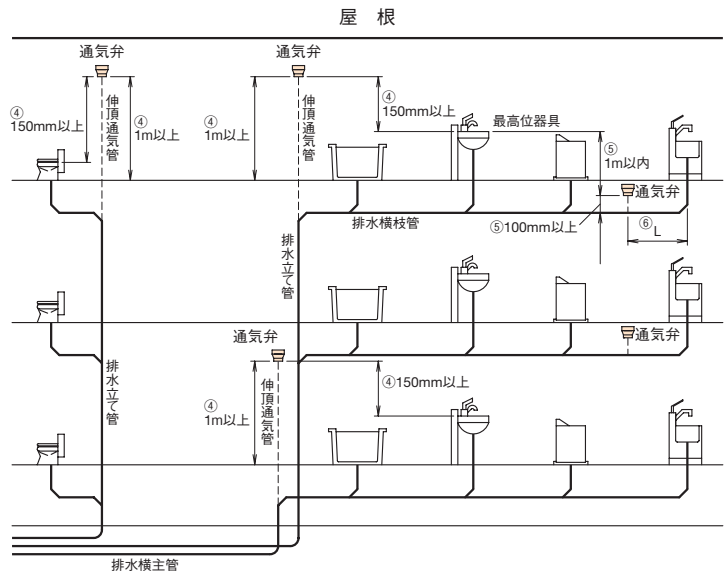 屋 根
通気弁
通気弁
④
150mm以上
伸頂通気管
④
1m以上
④
1m以上
伸頂通気管
④
150mm以上
最高位器具
⑤
1m以内
通気弁
排水横枝管
⑤100mm以上
⑥L
排水立て管
通気弁
通気弁
排水立て管
④
1m以上
伸頂通気管
④150mm以上
排水横主管